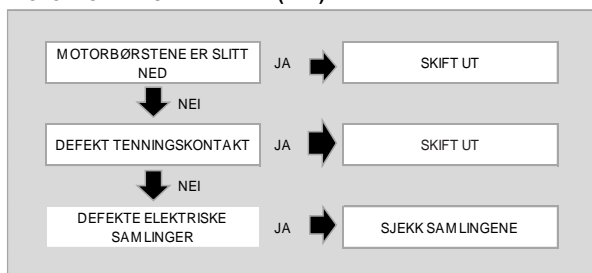 MOTORBØRSTENE ER SLITT
NED
JA
SKIFT UT
NEI
DEFEKT TENNINGSKONTAKT
JA
SKIFT UT
NEI
DEFEKTE ELEKTRISKE
SAMLINGER
JA
SJEKK SAMLINGENE